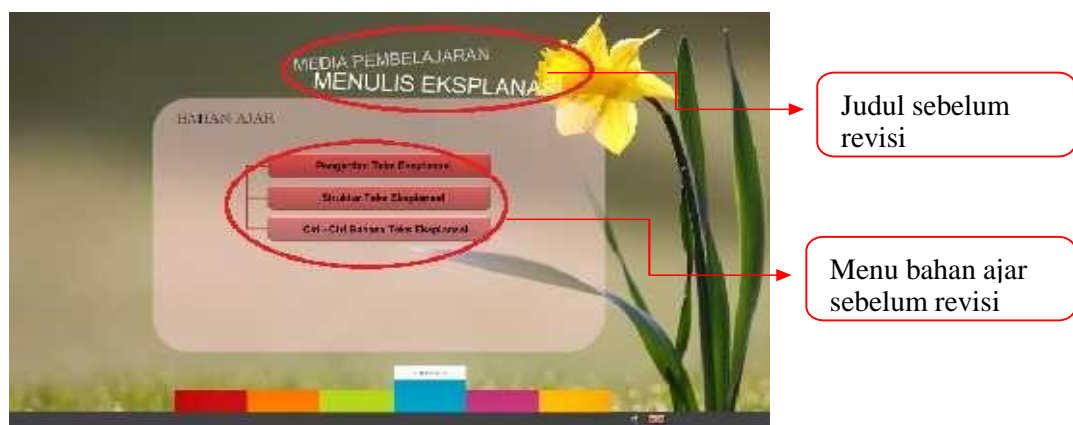 MEDIA PEMBELAJARAN
MENULIS EKSPLANASI
BAHAN AJAR
Pengertian Teks Eksplanasi
Struktur Teks Eksplanasi
Ciri - Ciri Bahasa Teks Eksplanasi
Judul sebelum
revisi
Menu bahan ajar
sebelum revisi